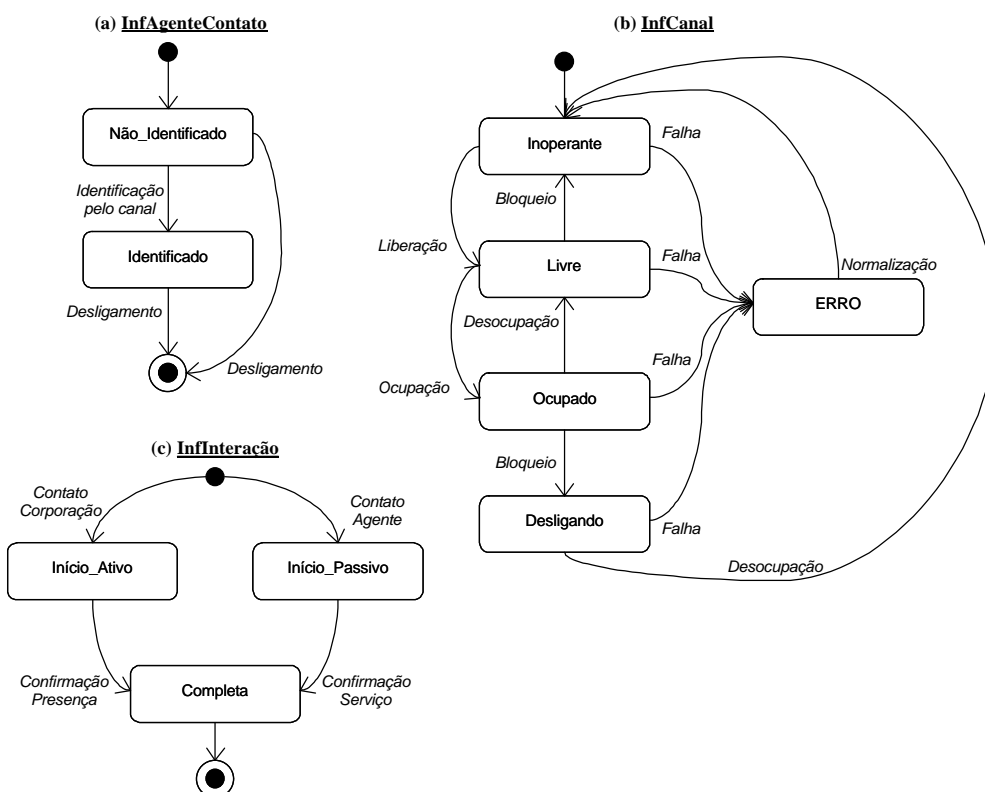 (a) InfAgenteContato
Não_Identificado
Identificação
pelo canal
Identificado
Desligamento
Desligamento
(b) InfCanal
Inoperante
Falha
Bloqueio
Liberação
Livre
Falha
Normalização
ERRO
Desocupação
Falha
Ocupação
Ocupado
Bloqueio
Desligando
Falha
Desocupação
(c) InfInteração
Contato
Corporação
Contato
Agente
Início_Ativo
Início_Passivo
Confirmação
Presença
Completa
Confirmação
Serviço